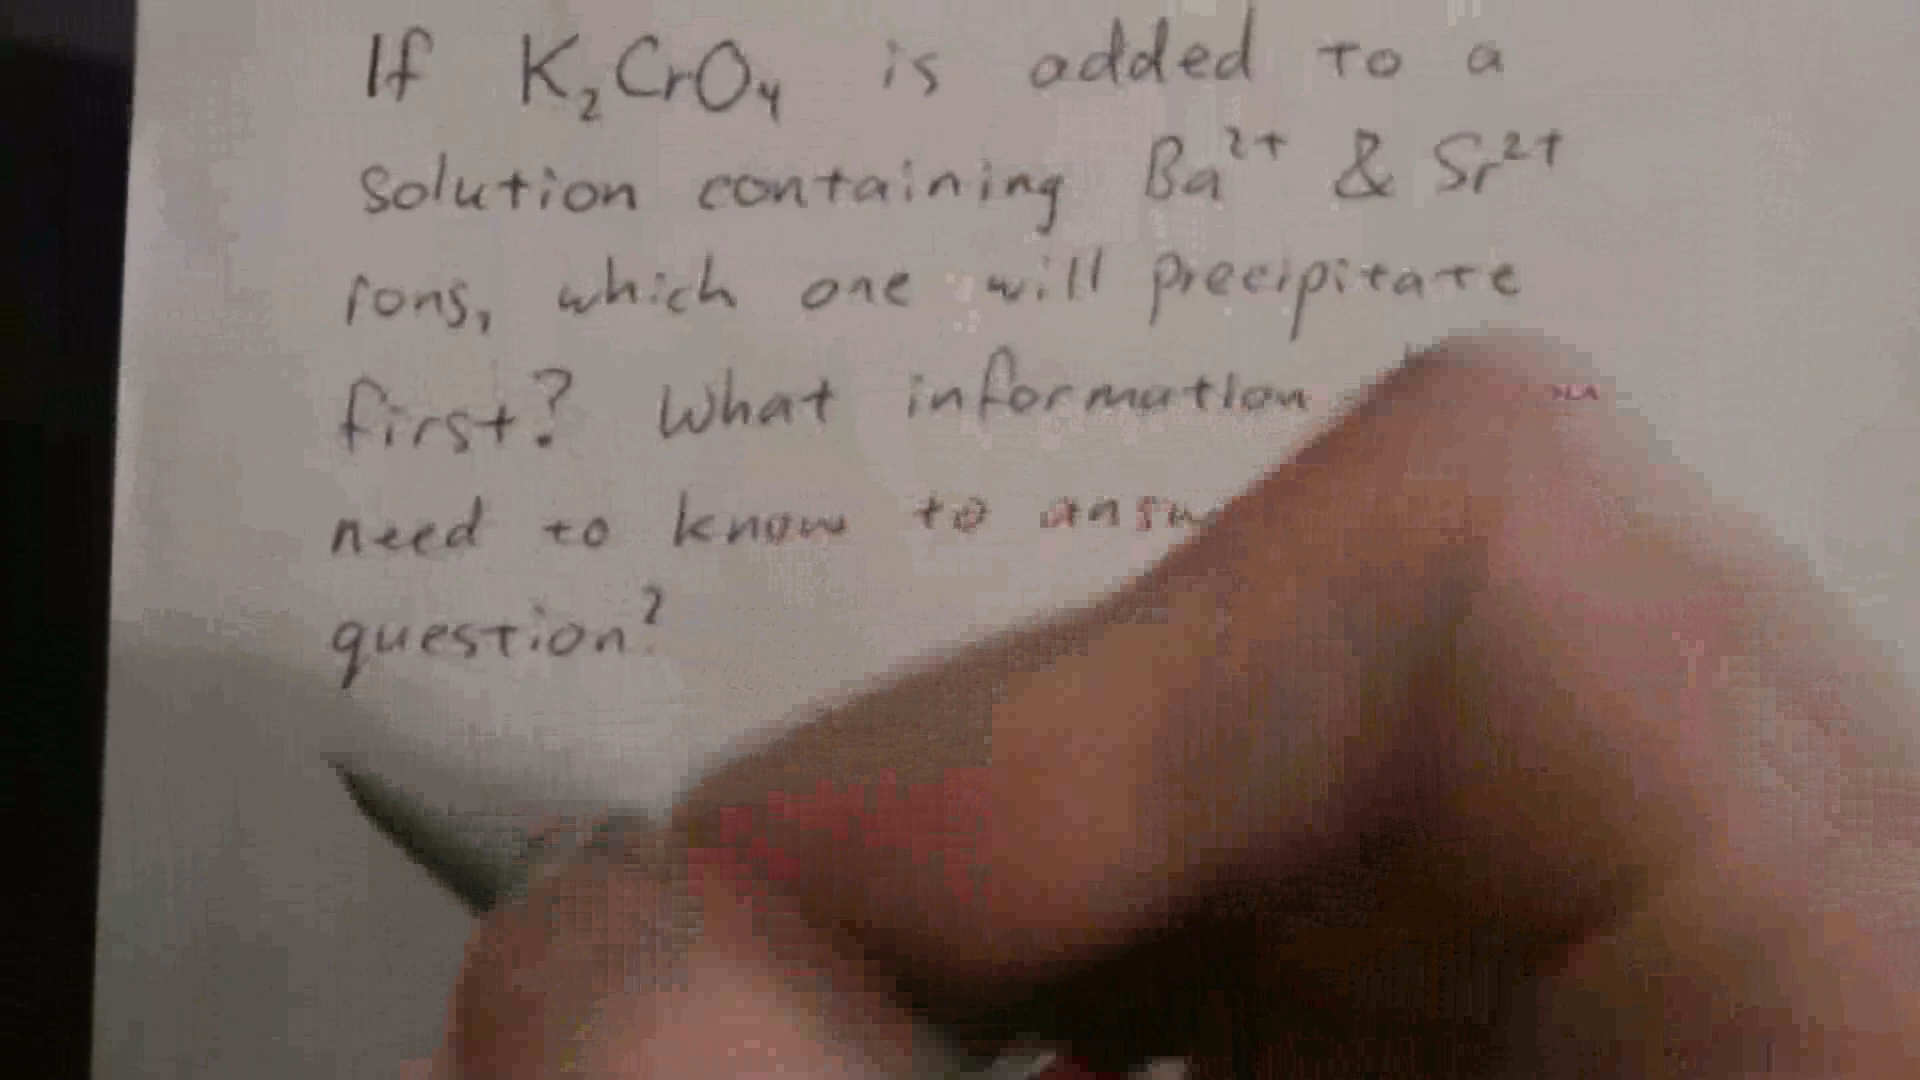 If K₂CrO₄ is added to a
solution containing Ba²⁺ & Sr²⁺
ions, which one will precipitate
first? What information
need to know to
question?